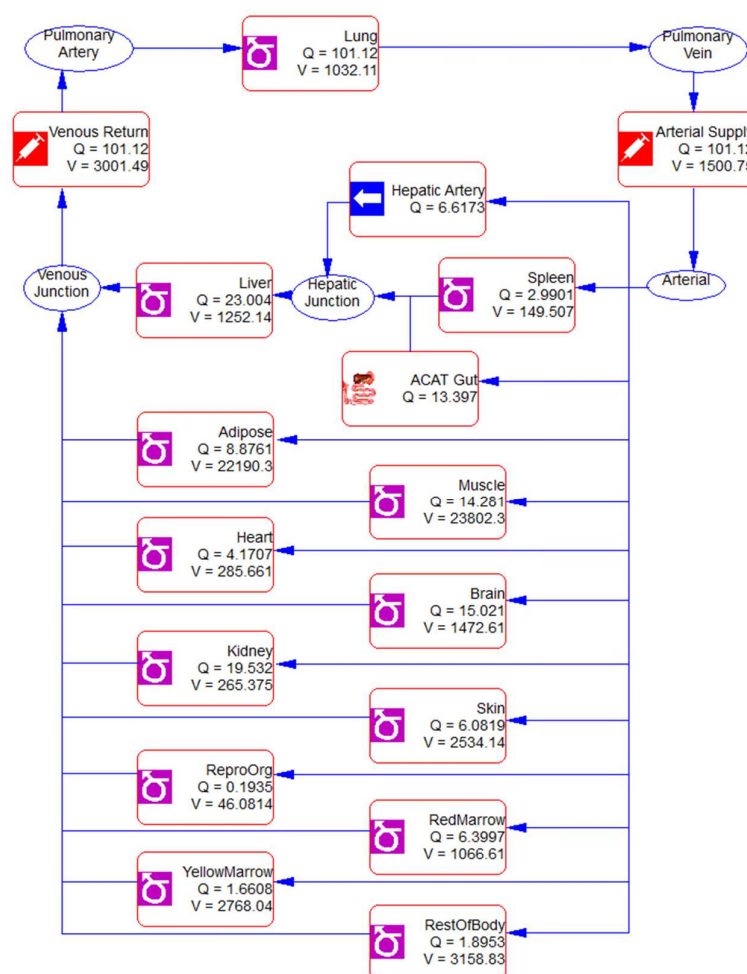 Pulmonary
Artery
Lung
Q = 101.12
V = 1032.11
Pulmonary
Vein
Venous Return
Q = 101.12
V = 3001.49
Arterial Supply
Q = 101.12
V = 1500.75
Hepatic Artery
Q = 6.6173
Venous
Junction
Liver
Q = 23.004
V = 1252.14
Hepatic
Junction
Spleen
Q = 2.9901
V = 149.507
Arterial
ACAT Gut
Q = 13.397
Adipose
Q = 8.8761
V = 22190.3
Muscle
Q = 14.281
V = 23802.3
Heart
Q = 4.1707
V = 285.661
Brain
Q = 15.021
V = 1472.61
Kidney
Q = 19.532
V = 265.375
Skin
Q = 6.0819
V = 2534.14
ReproOrg
Q = 0.1935
V = 46.0814
RedMarrow
Q = 6.3997
V = 1066.61
YellowMarrow
Q = 1.6608
V = 2768.04
RestOfBody
Q = 1.8953
V = 3158.83